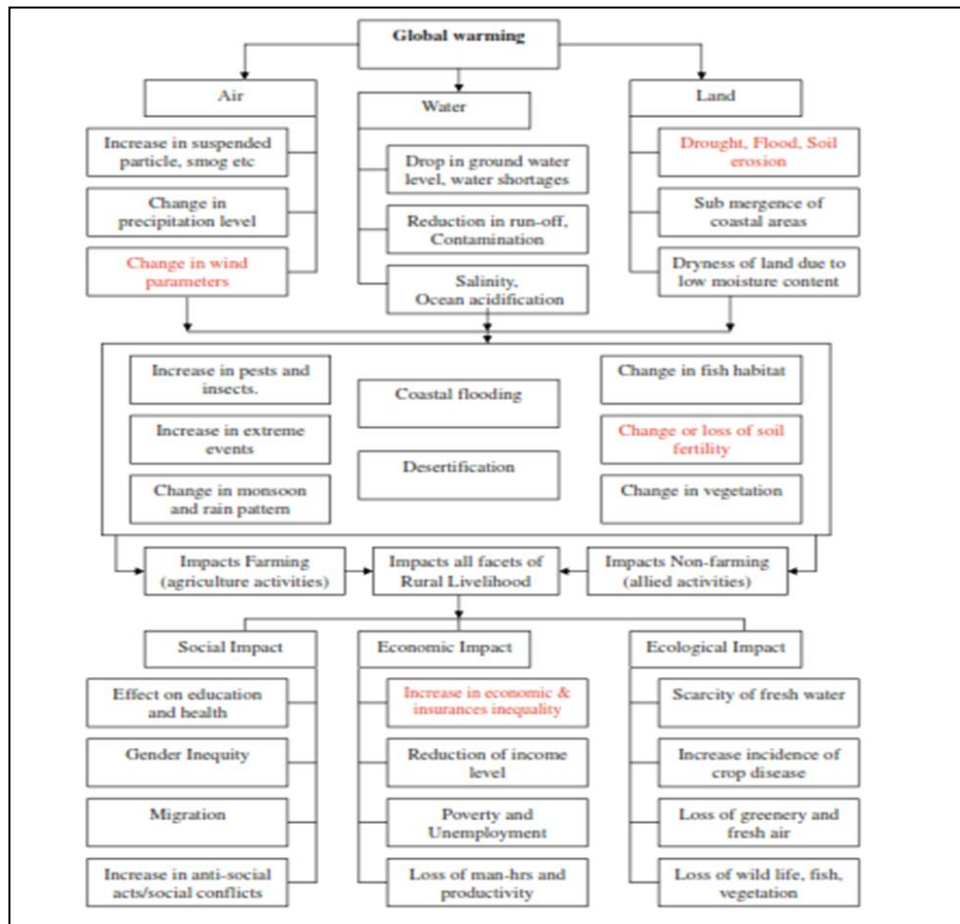 Global warming
Air
Increase in suspended
particle, smog etc
Change in
precipitation level
Change in wind
parameters
Water
Drop in ground water
level, water shortages
Reduction in run-off,
Contamination
Salinity,
Ocean acidification
Land
Drought, Flood, Soil
erosion
Sub mergence of
coastal areas
Dryness of land due to
low moisture content
Increase in pests and
insects.
Increase in extreme
events
Change in monsoon
and rain pattern
Coastal flooding
Desertification
Change in fish habitat
Change or loss of soil
fertility
Change in vegetation
Impacts Farming
(agriculture activities)
Impacts all facets of
Rural Livelihood
Impacts Non-farming
(allied activities)
Social Impact
Effect on education
and health
Gender Inequity
Migration
Increase in anti-social
acts/social conflicts
Economic Impact
Increase in economic &
insurances inequality
Reduction of income
level
Poverty and
Unemployment
Loss of man-hrs and
productivity
Ecological Impact
Scarcity of fresh water
Increase incidence of
crop disease
Loss of greenery and
fresh air
Loss of wild life, fish,
vegetation